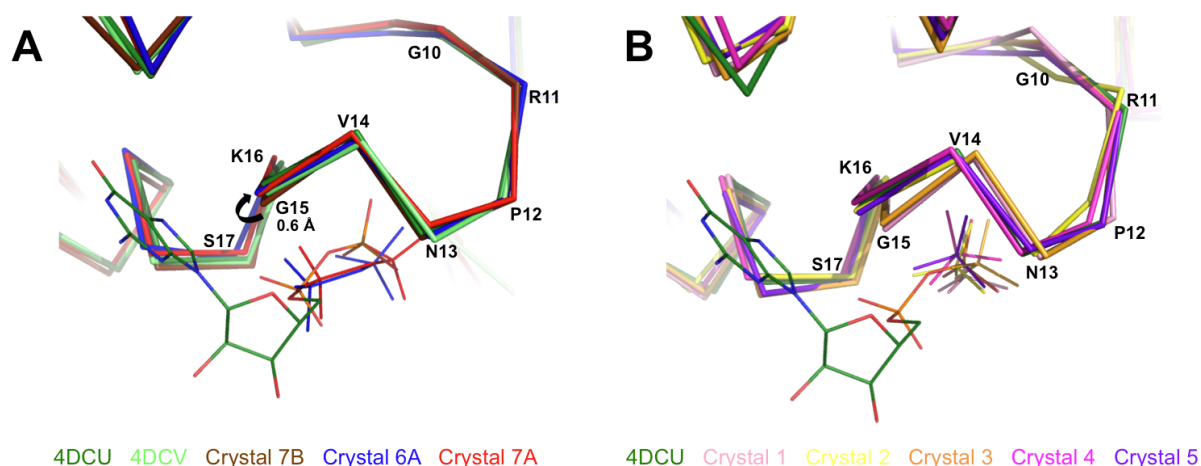 A
G10
R11
V14
K16
G15
0.6 Å
P12
S17
N13
4DCU 4DCV Crystal 7B Crystal 6A Crystal 7A
B
G10
R11
V14
K16
G15
P12
S17
N13
4DCU Crystal 1 Crystal 2 Crystal 3 Crystal 4 Crystal 5